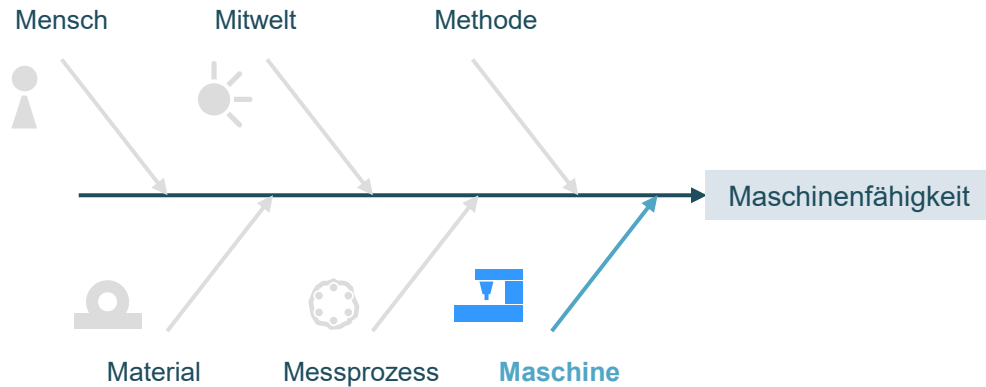 Mensch Mitwelt Methode
Maschinenfähigkeit
Material Messprozess Maschine